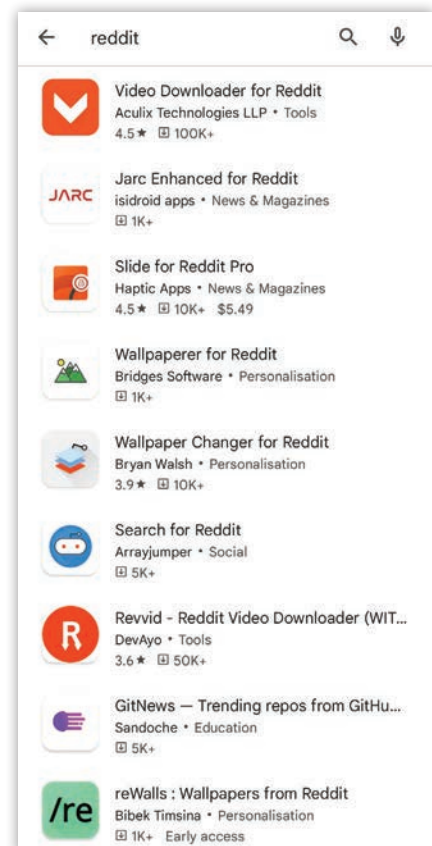 reddit
Video Downloader for Reddit
Aculix Technologies LLP • Tools
4.5★ 100K+
JARC
Jarc Enhanced for Reddit
isidroid apps • News & Magazines
1K+
Slide for Reddit Pro
Haptic Apps • News & Magazines
4.5★ 10K+ $5.49
Wallpaperer for Reddit
Bridges Software • Personalisation
1K+
Wallpaper Changer for Reddit
Bryan Walsh • Personalisation
3.9★ 10K+
Search for Reddit
Arrayjumper • Social
5K+
R
Revvid - Reddit Video Downloader (WIT...
DevAyo • Tools
3.6★ 50K+
GitNews — Trending repos from GitHu...
Sandoche • Education
5K+
/re
reWalls : Wallpapers from Reddit
Bibek Timsina • Personalisation
1K+ Early access